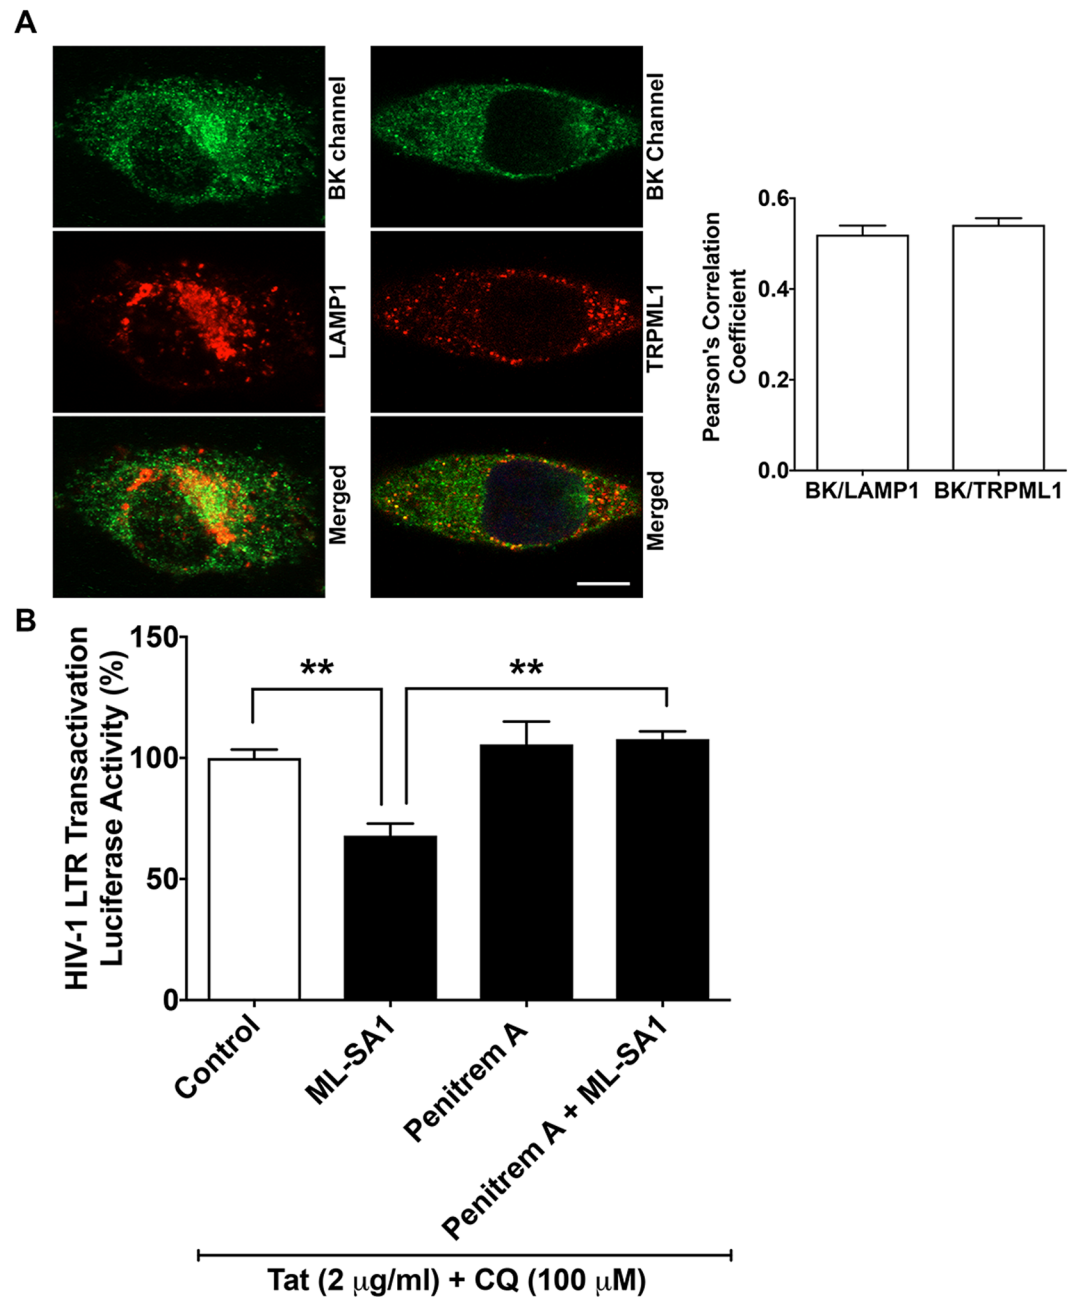 A
BK channel
LAMP1
Merged
BK Channel
TRPML1
Merged
Pearson's Correlation
Coefficient
0.6
0.4
0.2
0.0
BK/LAMP1
BK/TRPML1
B
HIV-1 LTR Transactivation
Luciferase Activity (%)
150
100
50
0
**
**
Control
ML-SA1
Penitrem A
Penitrem A + ML-SA1
Tat (2 μg/ml) + CQ (100 μM)